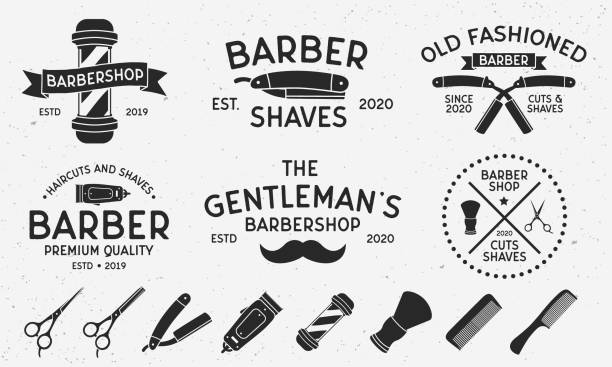 BARBERSHOP
ESTD 2019
BARBER
EST. 2020
SHAVES
OLD FASHIONED
BARBER
SINCE 2020
CUTS & SHAVES
HAIRCUTS AND SHAVES
BARBER
PREMIUM QUALITY
ESTD • 2019
THE
GENTLEMAN'S
BARBERSHOP
ESTD 2020
BARBER
SHOP
2020
CUTS
SHAVES